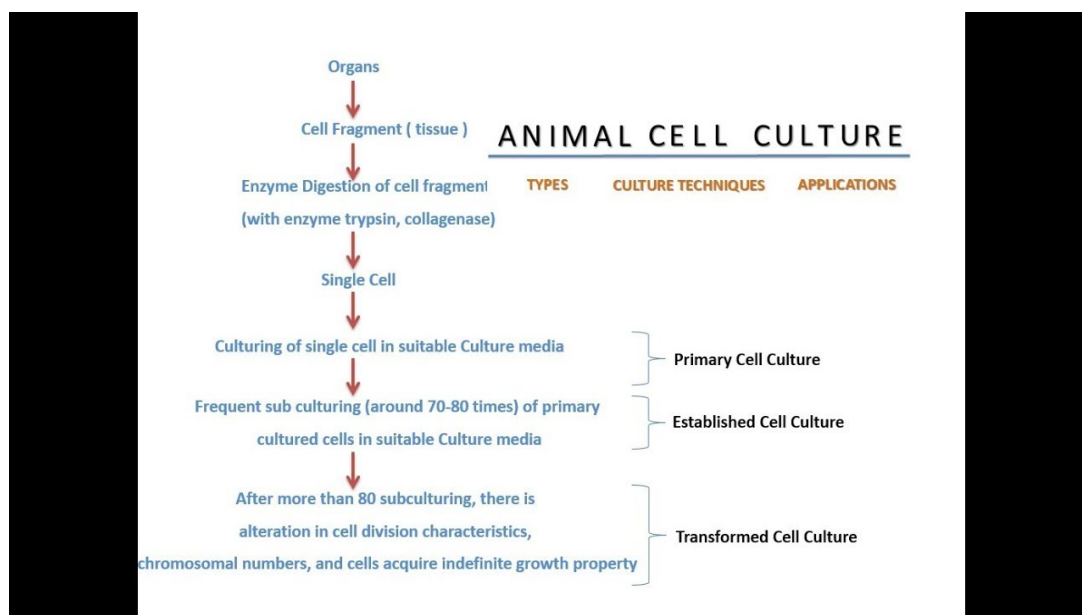 Organs
Cell Fragment ( tissue )
ANIMAL CELL CULTURE
Enzyme Digestion of cell fragment
(with enzyme trypsin, collagenase)
TYPES CULTURE TECHNIQUES APPLICATIONS
Single Cell
Culturing of single cell in suitable Culture media
Primary Cell Culture
Frequent sub culturing (around 70-80 times) of primary
cultured cells in suitable Culture media
Established Cell Culture
After more than 80 subculturing, there is
alteration in cell division characteristics,
chromosomal numbers, and cells acquire indefinite growth property
Transformed Cell Culture